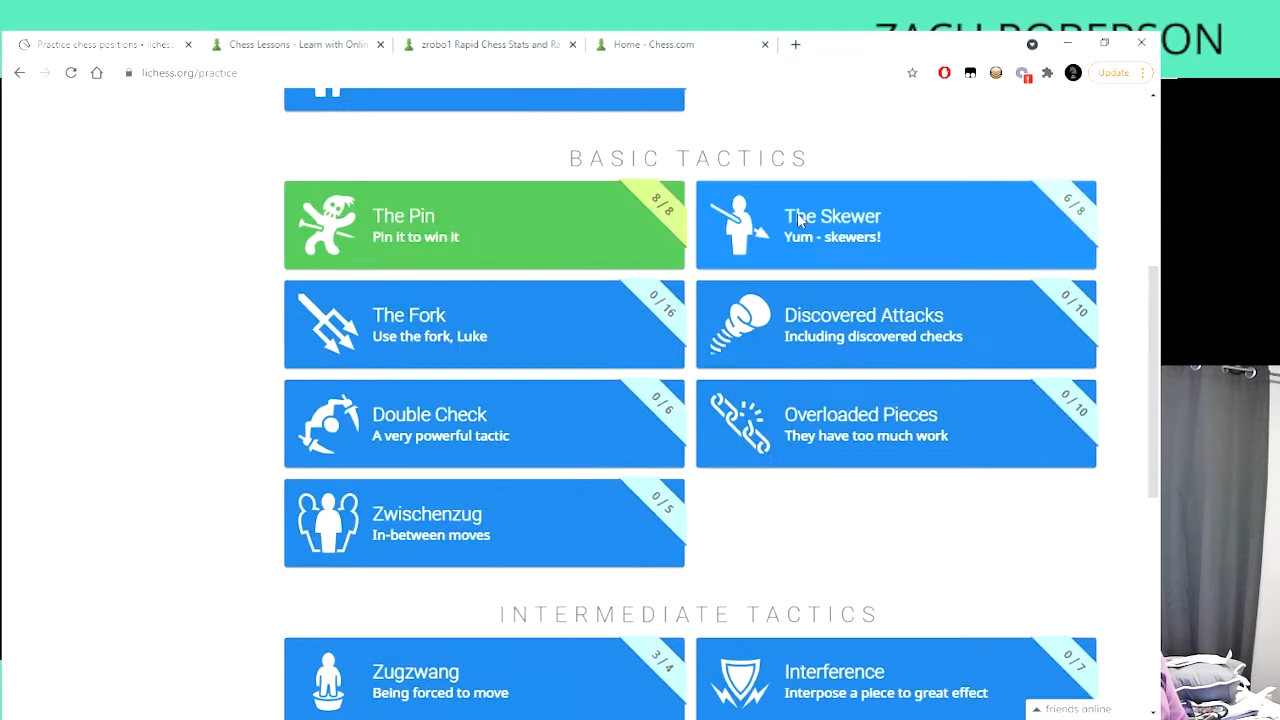 ZACH ROBERSON
Practice chess positions • liches
Chess Lessons - Learn with Onlin
zrobo1 Rapid Chess Stats and Ra
Home - Chess.com
lichess.org/practice
Update
BASIC TACTICS
The Pin
Pin it to win it
8/8
The Skewer
Yum - skewers!
6/8
The Fork
Use the fork, Luke
0/16
Discovered Attacks
Including discovered checks
0/10
Double Check
A very powerful tactic
0/6
Overloaded Pieces
They have too much work
0/10
Zwischenzug
In-between moves
0/5
INTERMEDIATE TACTICS
Zugzwang
Being forced to move
3/4
Interference
Interpose a piece to great effect
0/7
friends online